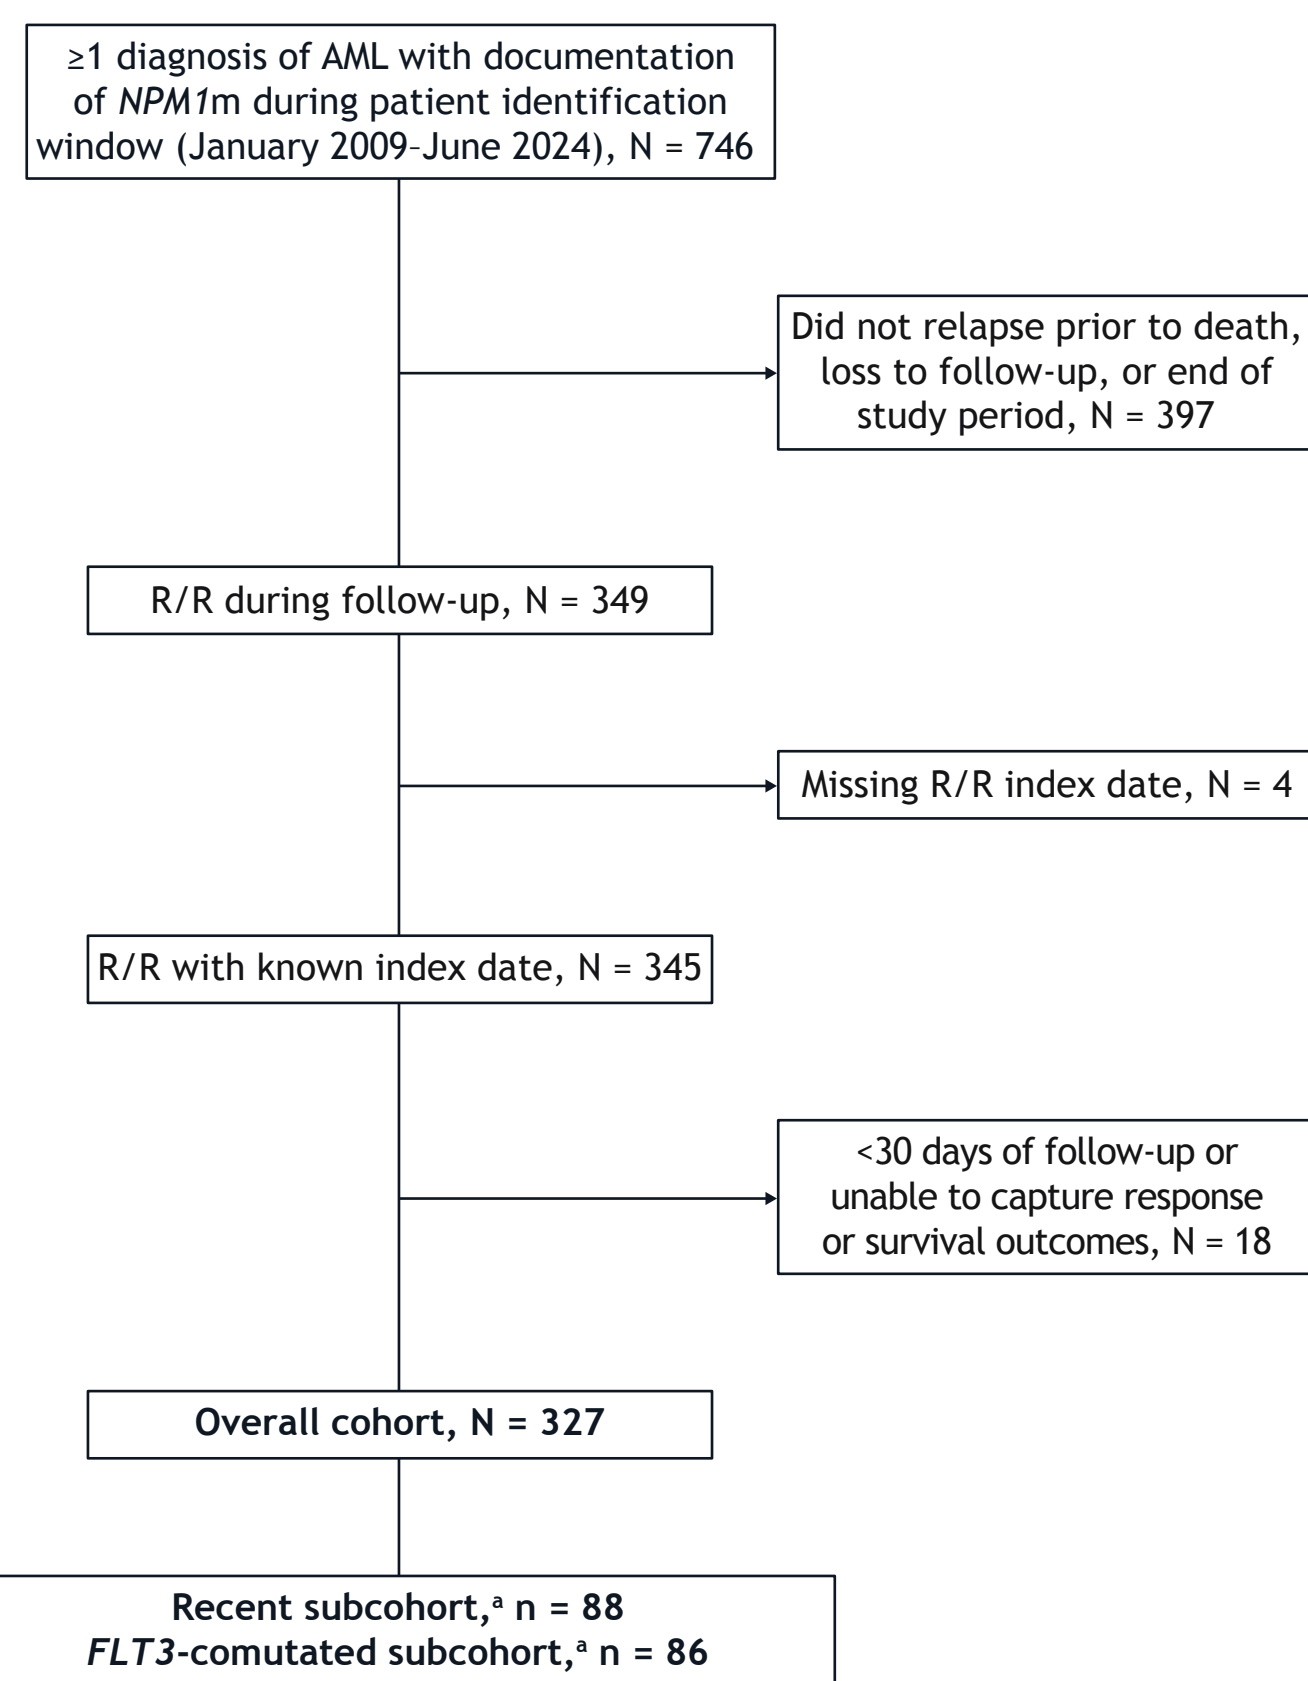 ≥1 diagnosis of AML with documentation
of NPM1m during patient identification
window (January 2009–June 2024), N = 746
Did not relapse prior to death,
loss to follow-up, or end of
study period, N = 397
R/R during follow-up, N = 349
Missing R/R index date, N = 4
R/R with known index date, N = 345
<30 days of follow-up or
unable to capture response
or survival outcomes, N = 18
Overall cohort, N = 327
Recent subcohort,ᵃ n = 88
FLT3-comutated subcohort,ᵃ n = 86